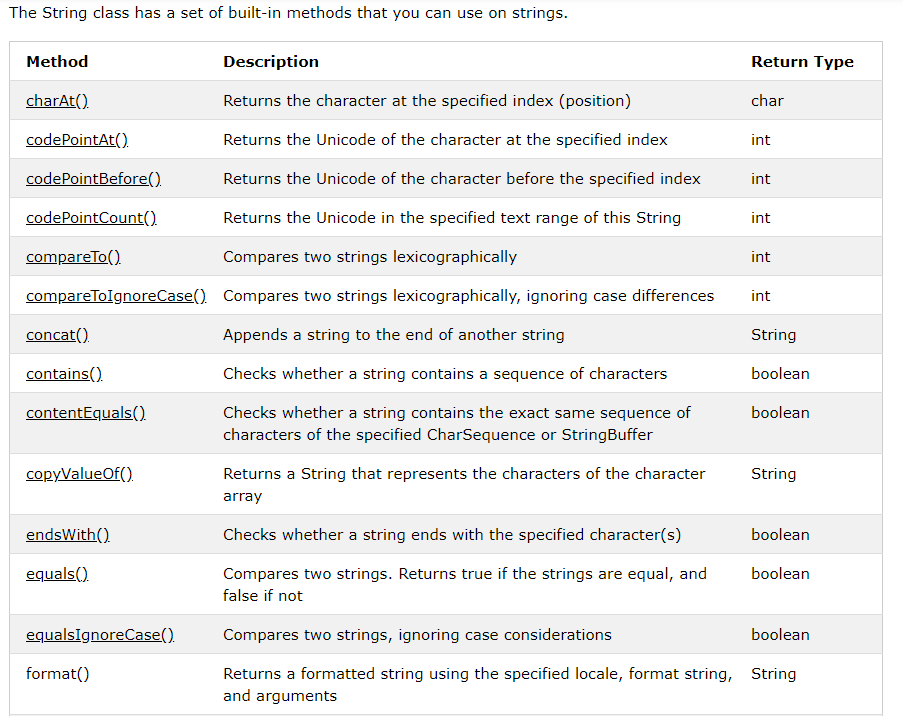 The String class has a set of built-in methods that you can use on strings.
Method Description Return Type
charAt() Returns the character at the specified index (position) char
codePointAt() Returns the Unicode of the character at the specified index int
codePointBefore() Returns the Unicode of the character before the specified index int
codePointCount() Returns the Unicode in the specified text range of this String int
compareTo() Compares two strings lexicographically int
compareToIgnoreCase() Compares two strings lexicographically, ignoring case differences int
concat() Appends a string to the end of another string String
contains() Checks whether a string contains a sequence of characters boolean
contentEquals() Checks whether a string contains the exact same sequence of boolean
characters of the specified CharSequence or StringBuffer
copyValueOf() Returns a String that represents the characters of the character String
array
endsWith() Checks whether a string ends with the specified character(s) boolean
equals() Compares two strings. Returns true if the strings are equal, and boolean
false if not
equalsIgnoreCase() Compares two strings, ignoring case considerations boolean
format() Returns a formatted string using the specified locale, format string, String
and arguments